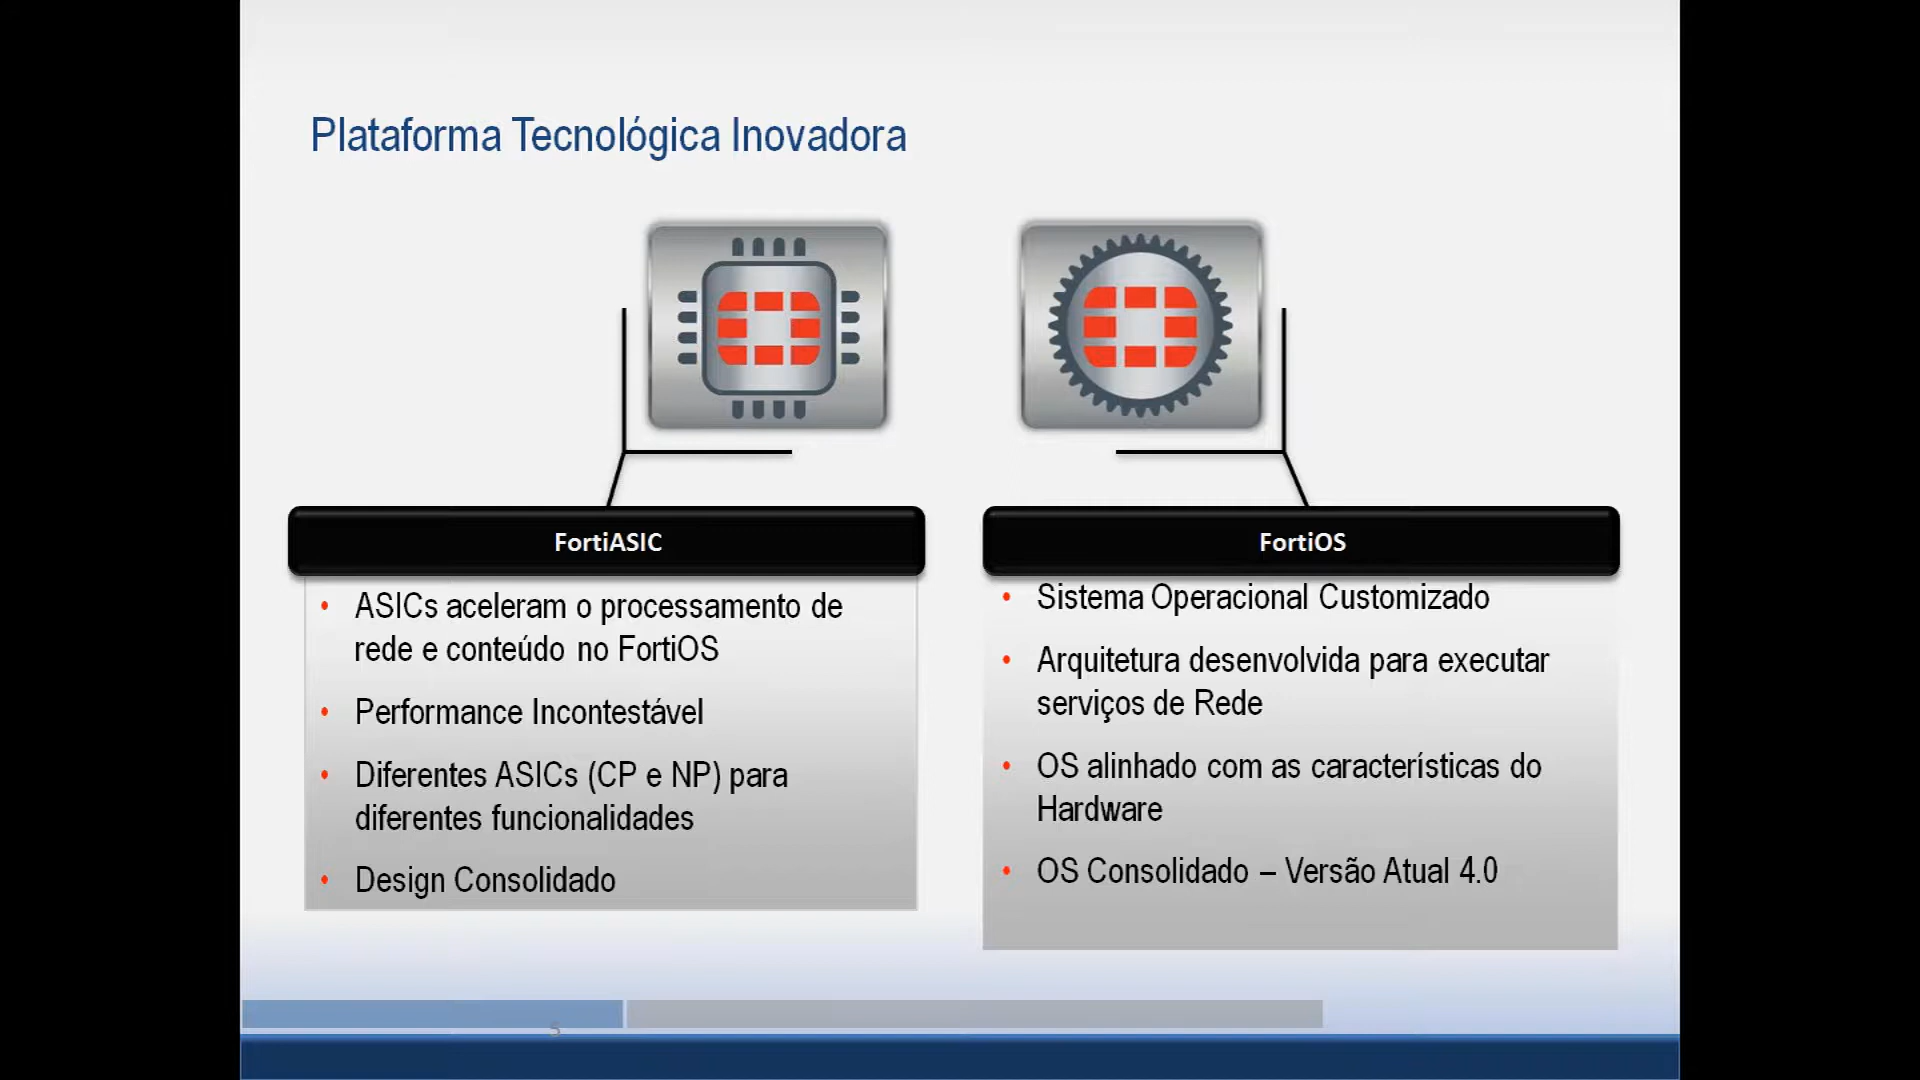 Plataforma Tecnológica Inovadora
FortiASIC
• ASICs aceleram o processamento de
rede e conteúdo no FortiOS
• Performance Incontestável
• Diferentes ASICs (CP e NP) para
diferentes funcionalidades
• Design Consolidado
FortiOS
• Sistema Operacional Customizado
• Arquitetura desenvolvida para executar
serviços de Rede
• OS alinhado com as características do
Hardware
• OS Consolidado – Versão Atual 4.0